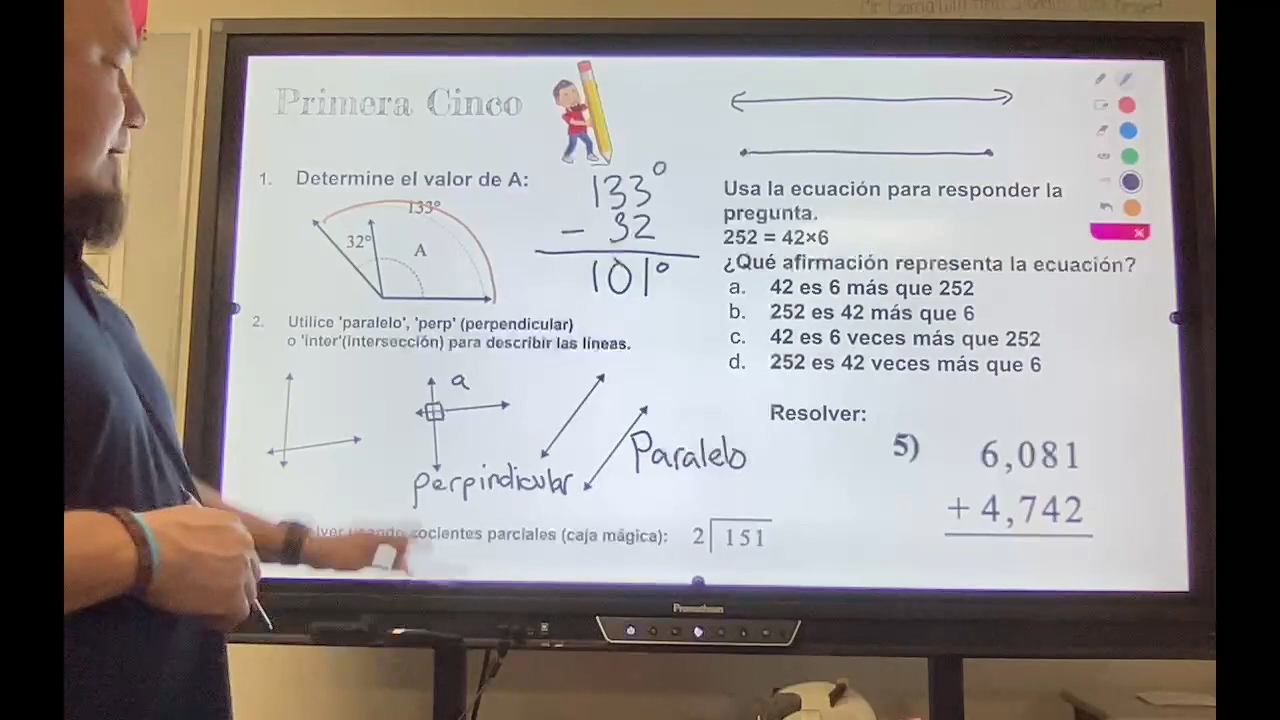 Primera Cinco
1. Determine el valor de A:
133°
32°
A
133°
- 32
101°
2. Utilice 'paralelo', 'perp' (perpendicular)
o 'inter'(intersección) para describir las líneas.
a
perpindicular
Paralelo
usando cocientes parciales (caja mágica): 2 151
Usa la ecuación para responder la
pregunta.
252 = 42×6
¿Qué afirmación representa la ecuación?
a. 42 es 6 más que 252
b. 252 es 42 más que 6
c. 42 es 6 veces más que 252
d. 252 es 42 veces más que 6
Resolver:
5) 6,081
+ 4,742
Promethean